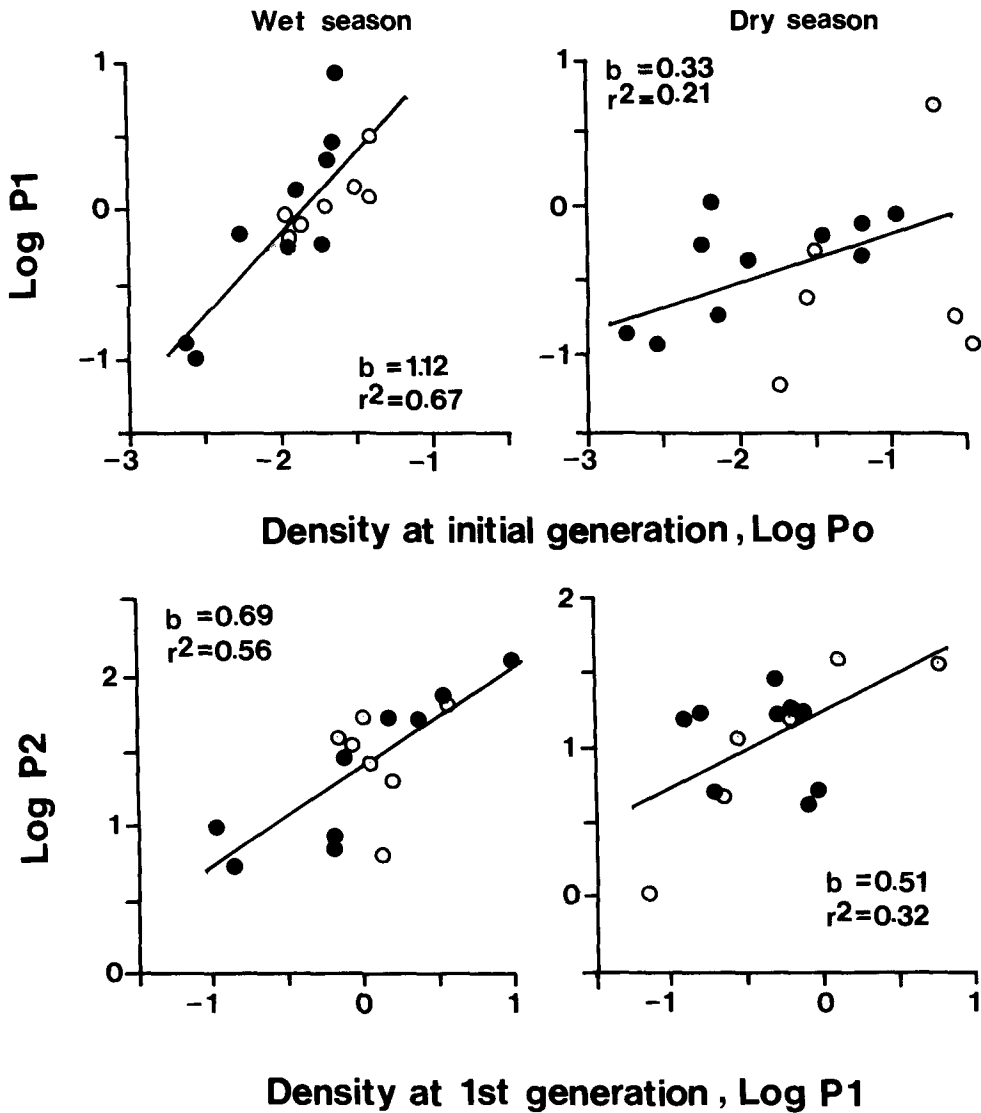 Wet season
Dry season
1
0
−1
−3
−2
−1
Log P1
b =1.12
r²=0.67
1
0
−1
−3
−2
−1
b =0.33
r²=0.21
Density at initial generation, Log Po
2
1
0
−1
0
1
Log P2
b =0.69
r²=0.56
2
1
0
−1
0
1
b =0.51
r²=0.32
Density at 1st generation, Log P1